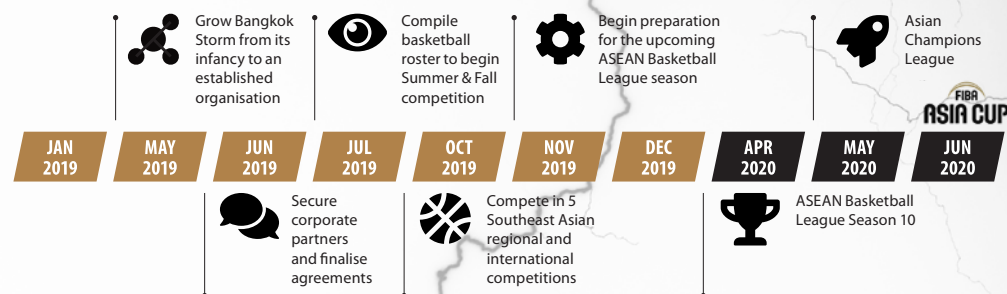 Grow Bangkok
Storm from its
infancy to an
established
organisation
Compile
basketball
roster to begin
Summer & Fall
competition
Begin preparation
for the upcoming
ASEAN Basketball
League season
Asian
Champions
League
FIBA
ASIA CUP
JAN
2019
MAY
2019
JUN
2019
JUL
2019
OCT
2019
NOV
2019
DEC
2019
APR
2020
MAY
2020
JUN
2020
Secure
corporate
partners
and finalise
agreements
Compete in 5
Southeast Asian
regional and
international
competitions
ASEAN Basketball
League Season 10